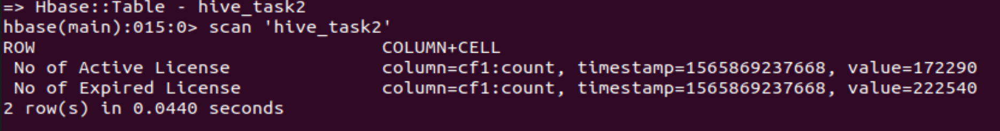 => Hbase::Table - hive_task2
hbase(main):015:0> scan 'hive_task2'
ROW COLUMN+CELL
No of Active License column=cf1:count, timestamp=1565869237668, value=172290
No of Expired License column=cf1:count, timestamp=1565869237668, value=222540
2 row(s) in 0.0440 seconds